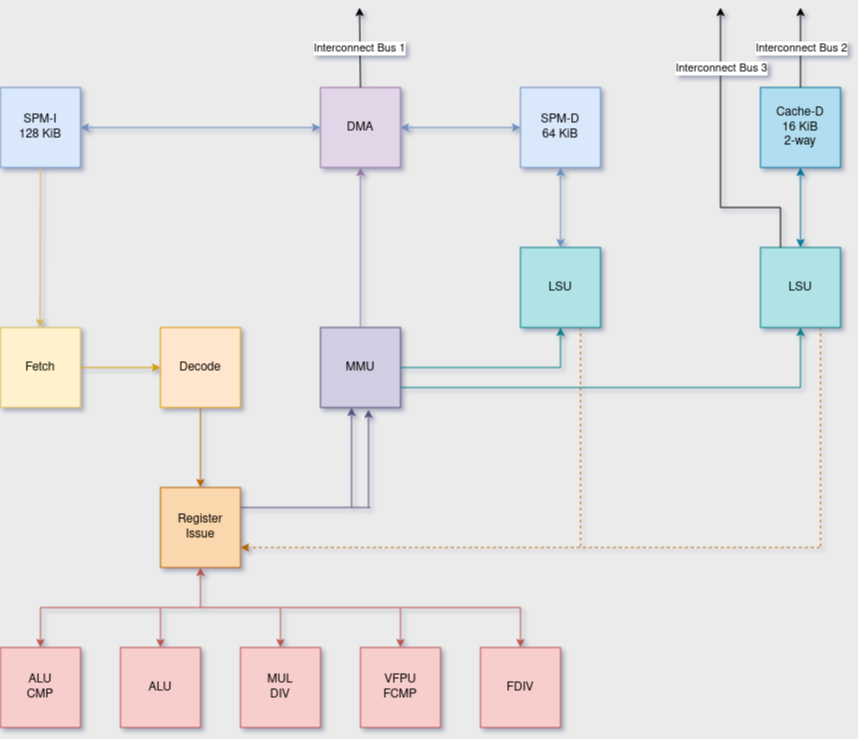 Interconnect Bus 1
Interconnect Bus 2
Interconnect Bus 3
SPM-I
128 KiB
DMA
SPM-D
64 KiB
Cache-D
16 KiB
2-way
LSU
LSU
Fetch
Decode
MMU
Register
Issue
ALU
CMP
ALU
MUL
DIV
VFPU
FCMP
FDIV